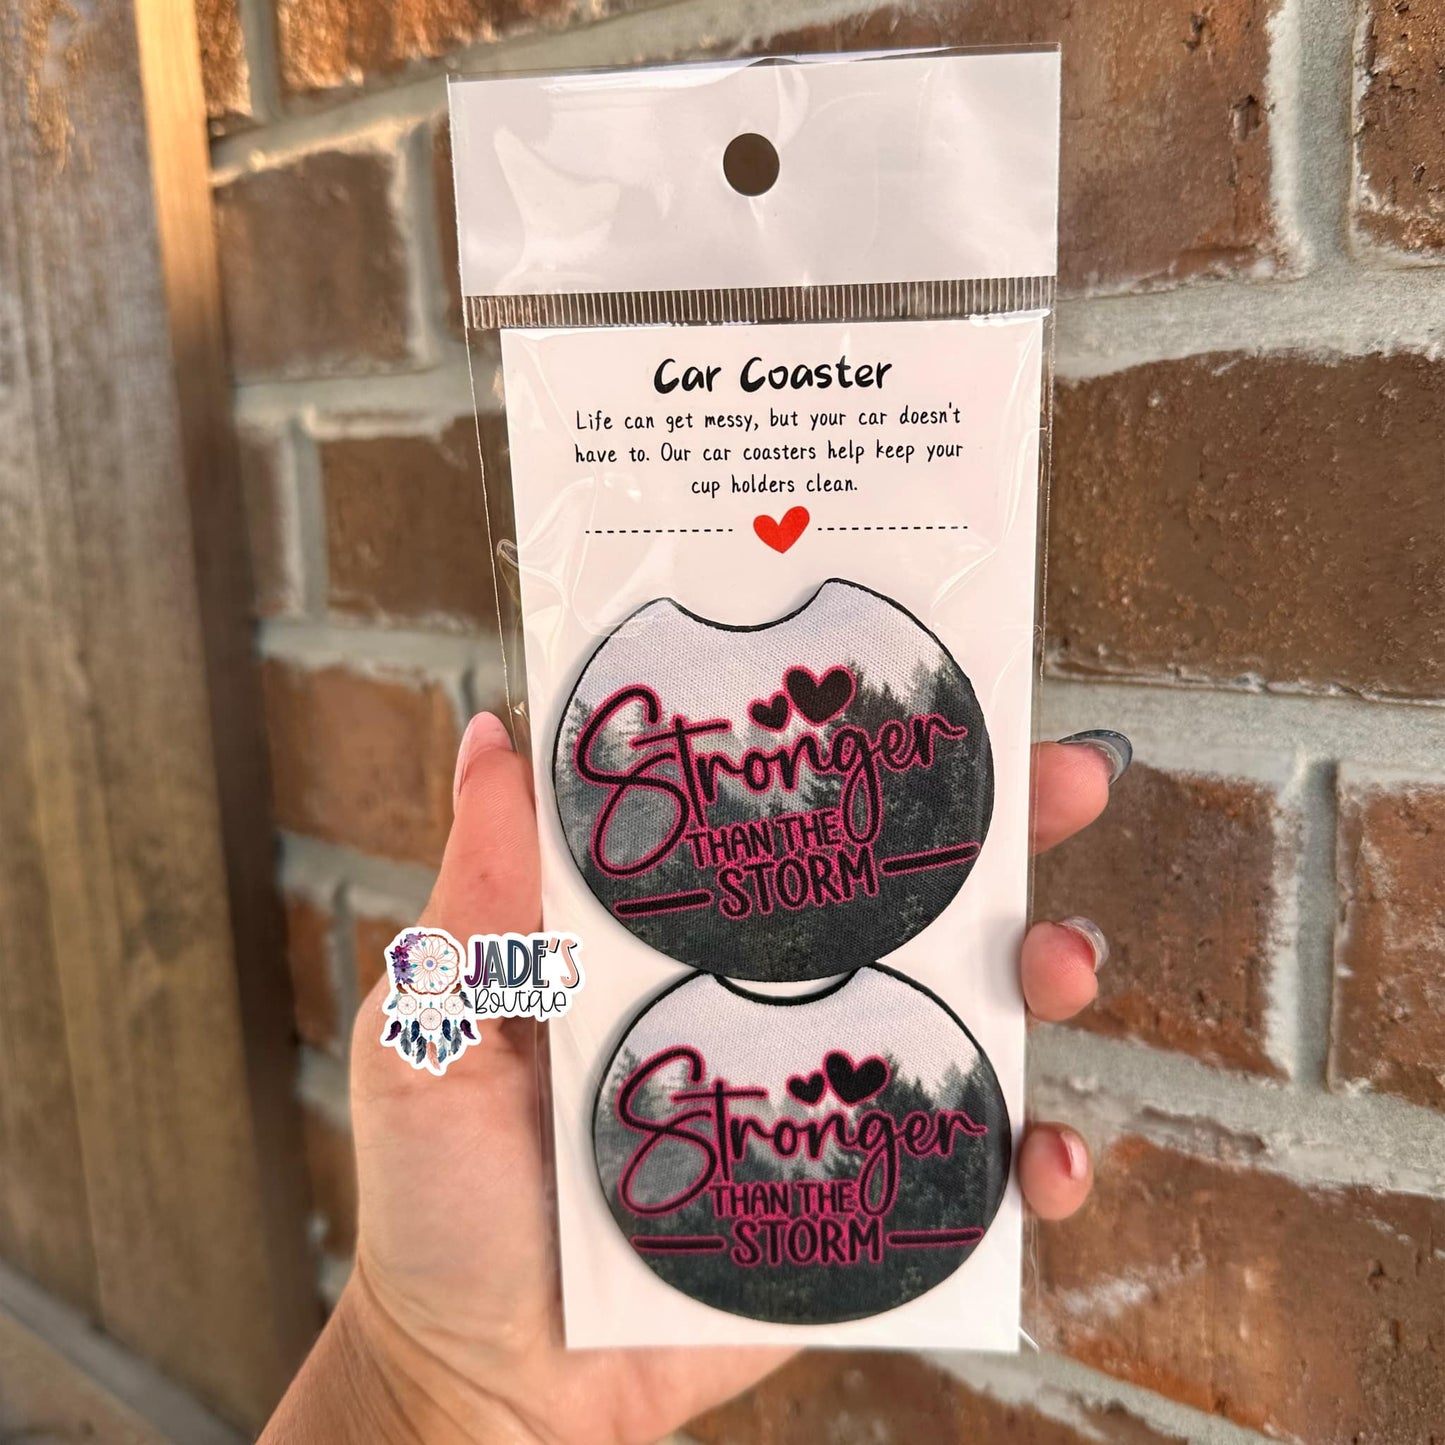 Car Coaster
Life can get messy, but your car doesn't
have to. Our car coasters help keep your
cup holders clean.
Stronger
THAN THE
STORM
JADE'S
Boutique
Stronger
THAN THE
STORM